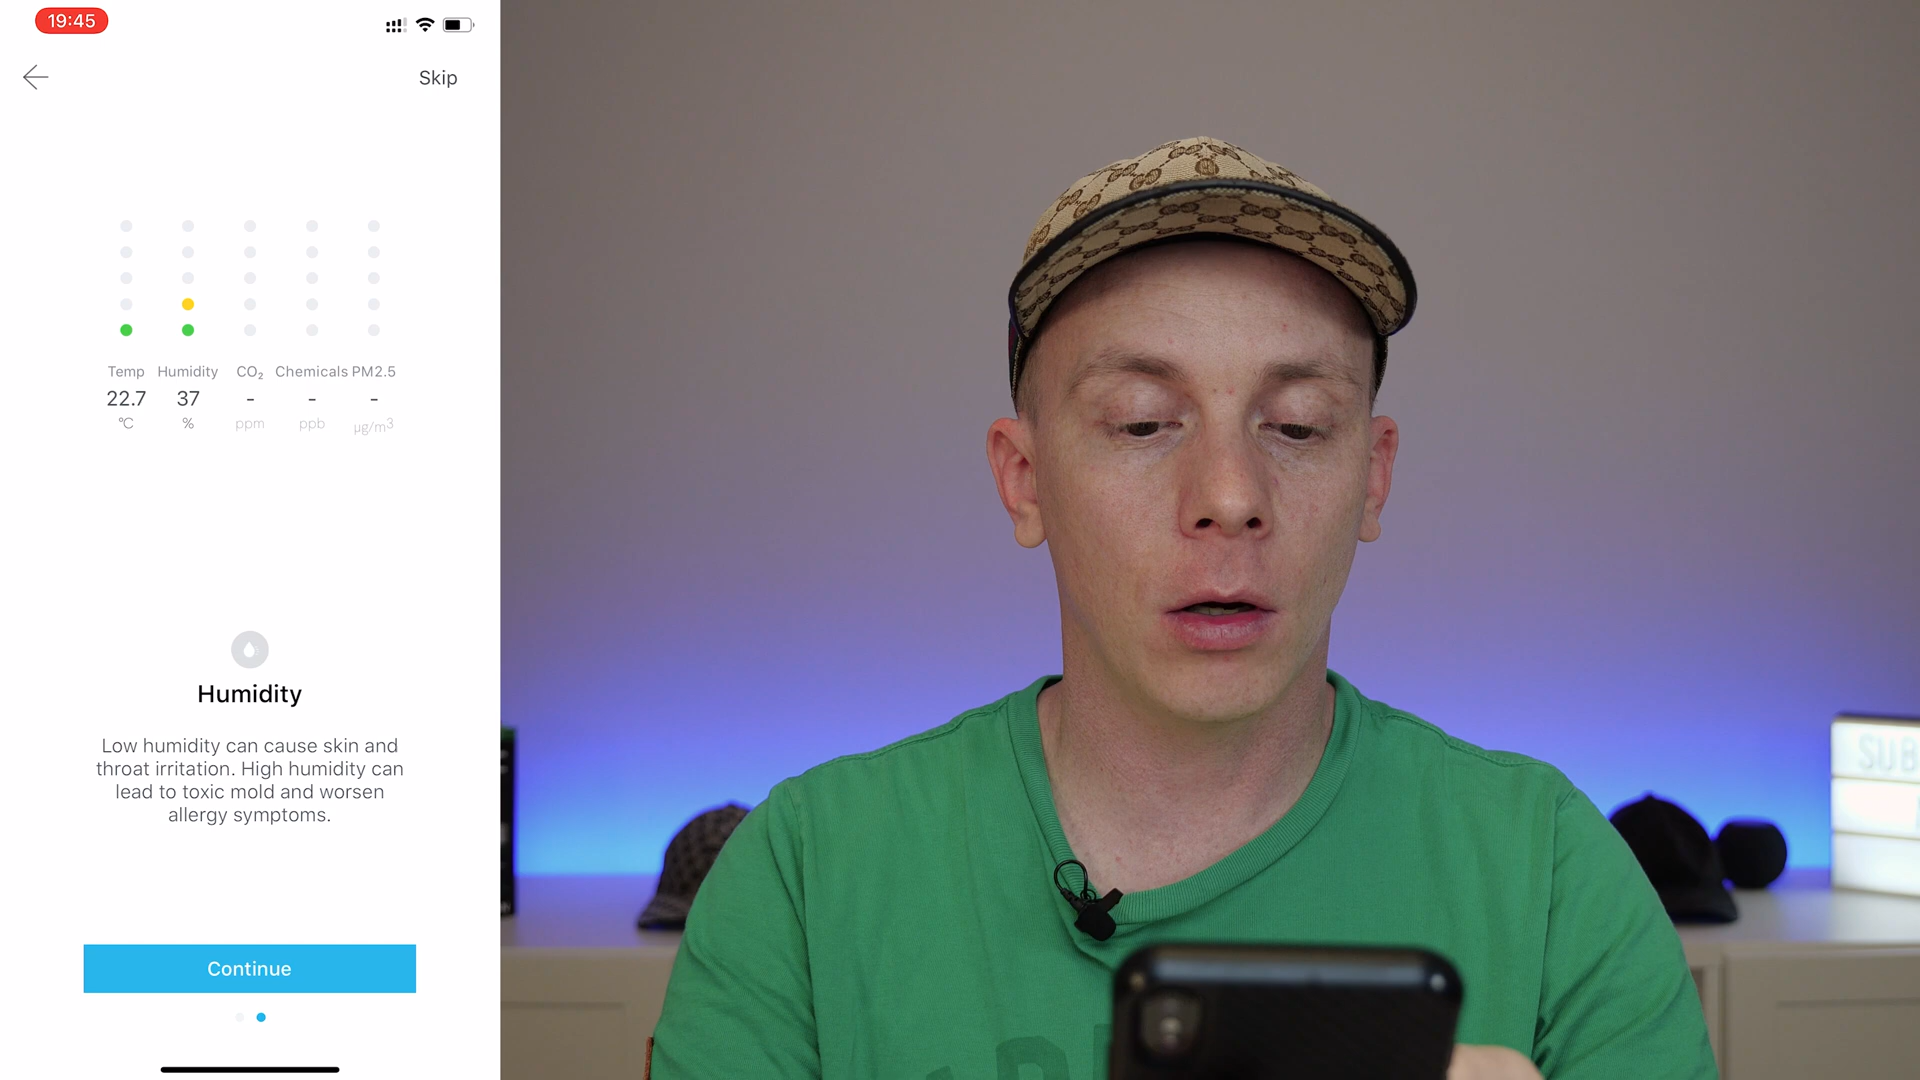 19:45
Skip
Temp Humidity CO₂ Chemicals PM2.5
22.7 37 - - -
℃ % ppm ppb µg/m3
Humidity
Low humidity can cause skin and
throat irritation. High humidity can
lead to toxic mold and worsen
allergy symptoms.
Continue
SUB